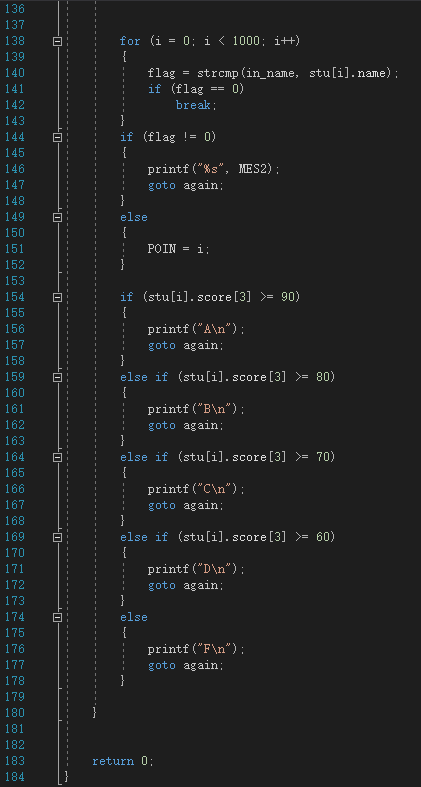 136
137
138 for (i = 0; i < 1000; i++)
139 {
140 flag = strcmp(in_name, stu[i].name);
141 if (flag == 0)
142 break;
143 }
144 if (flag != 0)
145 {
146 printf("%s", MES2);
147 goto again;
148 }
149 else
150 {
151 POIN = i;
152 }
153
154 if (stu[i].score[3] >= 90)
155 {
156 printf("A\n");
157 goto again;
158 }
159 else if (stu[i].score[3] >= 80)
160 {
161 printf("B\n");
162 goto again;
163 }
164 else if (stu[i].score[3] >= 70)
165 {
166 printf("C\n");
167 goto again;
168 }
169 else if (stu[i].score[3] >= 60)
170 {
171 printf("D\n");
172 goto again;
173 }
174 else
175 {
176 printf("F\n");
177 goto again;
178 }
179
180 }
181
182
183 return 0;
184 }